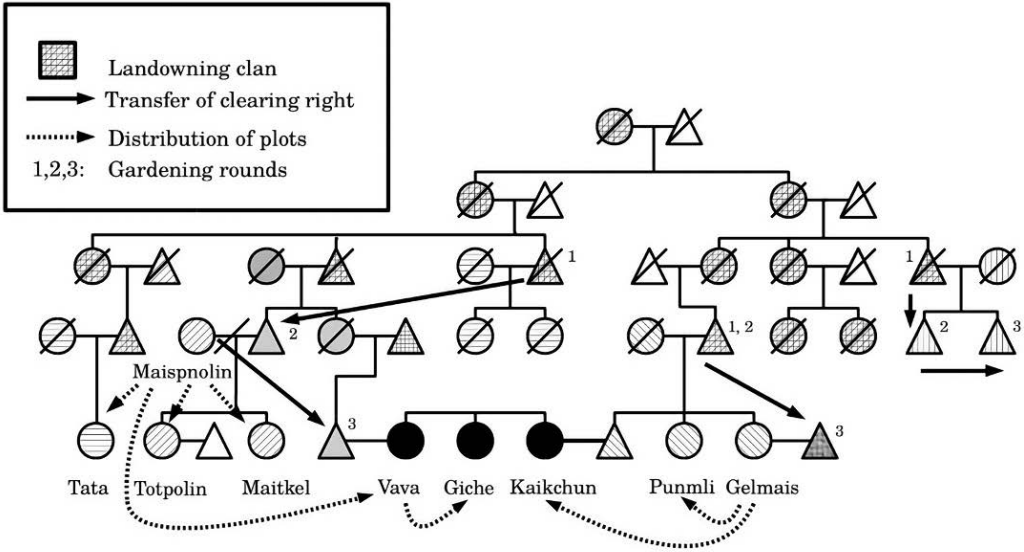 Landowning clan
Transfer of clearing right
Distribution of plots
1,2,3: Gardening rounds
1
1
2
1, 2
2
3
Maispnolin
3
3
Tata Totpolin Maitkel Vava Giche Kaikchun Punmli Gelmais